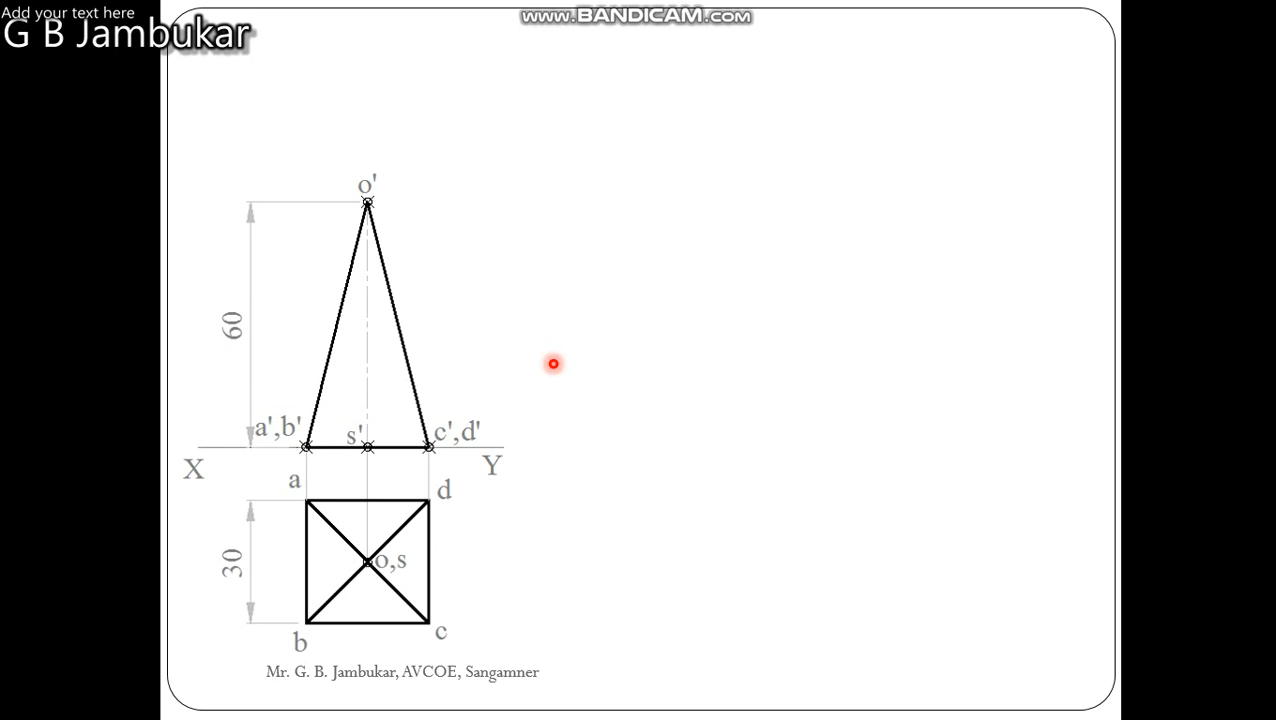 Add your text here
G B Jambukar
www.BANDICAM.com
o'
60
a',b'
s'
c',d'
X
Y
a
d
30
o,s
b
c
Mr. G. B. Jambukar, AVCOE, Sangamner